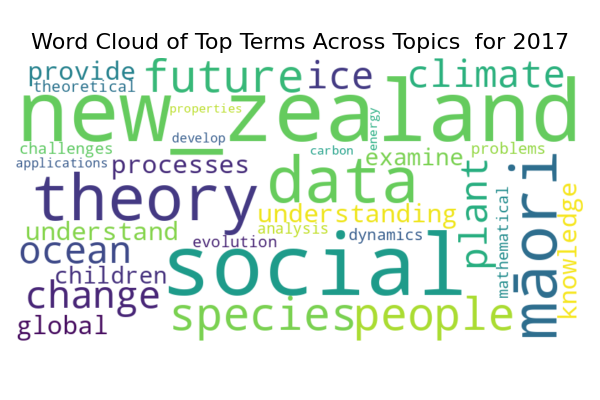 Word Cloud of Top Terms Across Topics  for 2017
provide
future
ice
climate
theoretical
new_zealand
properties
energy
develop
challenges
carbon
problems
applications
processes
data
examine
theory
plant
māori
understanding
knowledge
mathematical
understand
analysis
dynamics
evolution
ocean
social
children
change
species
people
global